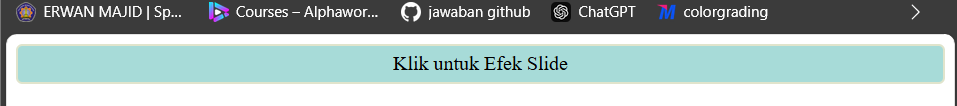 ERWAN MAJID | Sp... Courses – Alphawor... jawaban github ChatGPT colorgrading
Klik untuk Efek Slide